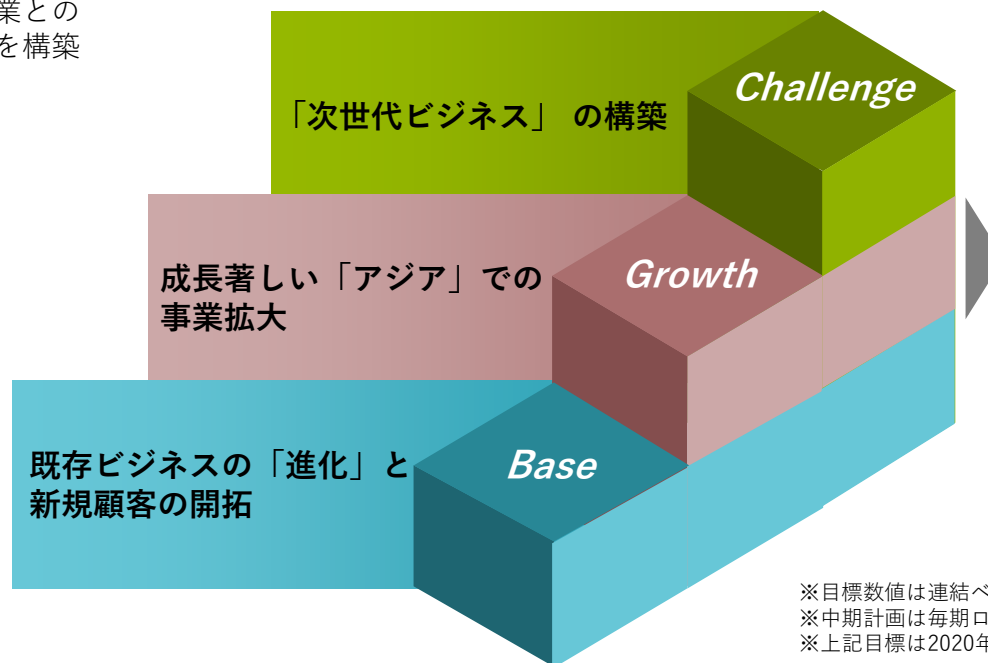 業との
を構築
「次世代ビジネス」 の構築
Challenge
成長著しい「アジア」での
事業拡大
Growth
既存ビジネスの「進化」と
新規顧客の開拓
Base
※目標数値は連結ベ
※中期計画は毎期ロ
※上記目標は2020年